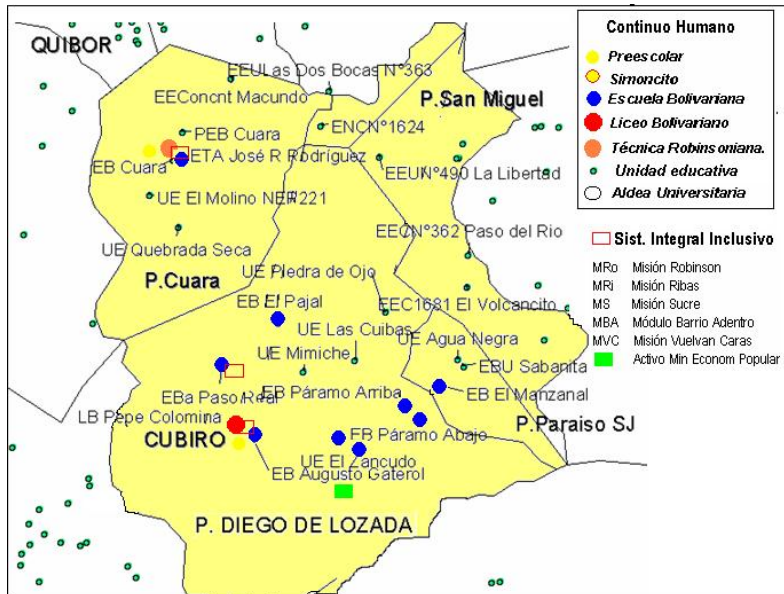 QUIBOR
EEULas Dos Bocas N°363
EEConcnt Macundo
P.San Miguel
PEB Cuara
ENCN°1624
EB Cuara
ETA José R Rodríguez
EEUN°490 La Libertad
UE El Molino NER221
EECN°362 Paso del Rio
UE Quebrada Seca
P.Cuara
UE Piedra de Ojo
EB El Pajal
EEC1681 El Volcancito
UE Las Cuibas
UE Agua Negra
UE Mimiche
EBU Sabanita
EBa Paso Real
EB Páramo Arriba
EB El Manzanal
LB Pepe Colomina
P.Paraiso SJ
CUBIRO
EB Páramo Abajo
UE El Zancudo
EB Augusto Gaterol
P. DIEGO DE LOZADA
Continuo Humano
Preescolar
Simoncito
Escuela Bolivariana
Liceo Bolivariano
Técnica Robinsoniana.
Unidad educativa
Aldea Universitaria
Sist. Integral Inclusivo
MRo Misión Robinson
MRi Misión Ribas
MS Misión Sucre
MBA Módulo Barrio Adentro
MVC Misión Vuelvan Caras
Activo Min Econom Popular